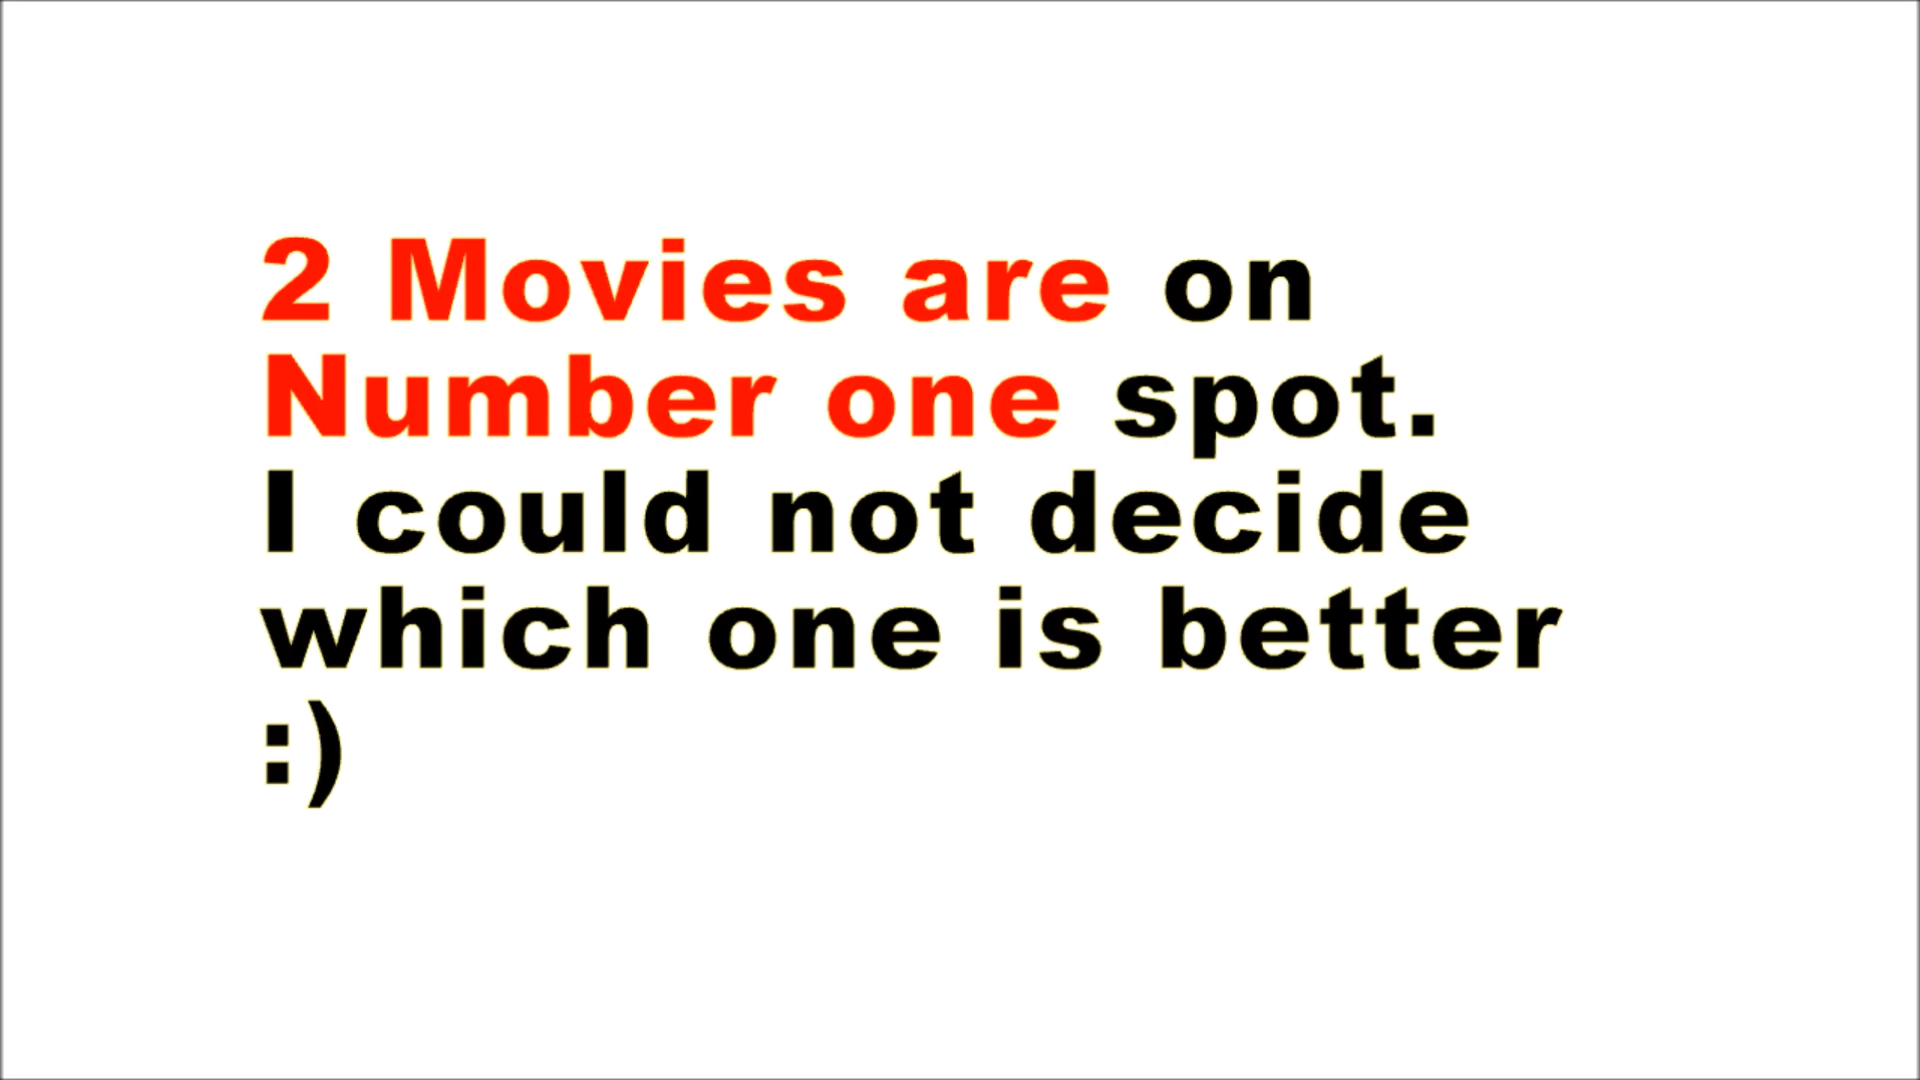 2 Movies are on
Number one spot.
I could not decide
which one is better
:)